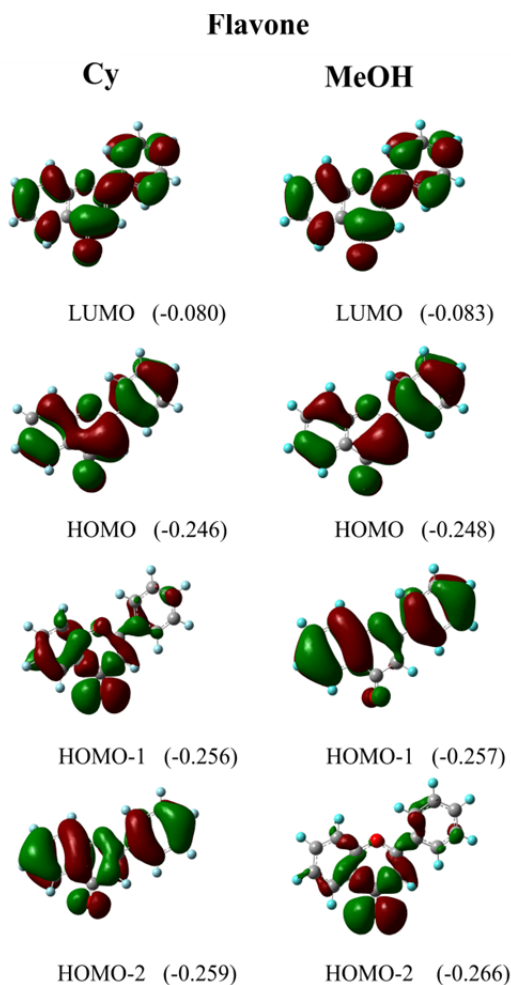 Flavone
Cy MeOH
LUMO (-0.080) LUMO (-0.083)
HOMO (-0.246) HOMO (-0.248)
HOMO-1 (-0.256) HOMO-1 (-0.257)
HOMO-2 (-0.259) HOMO-2 (-0.266)